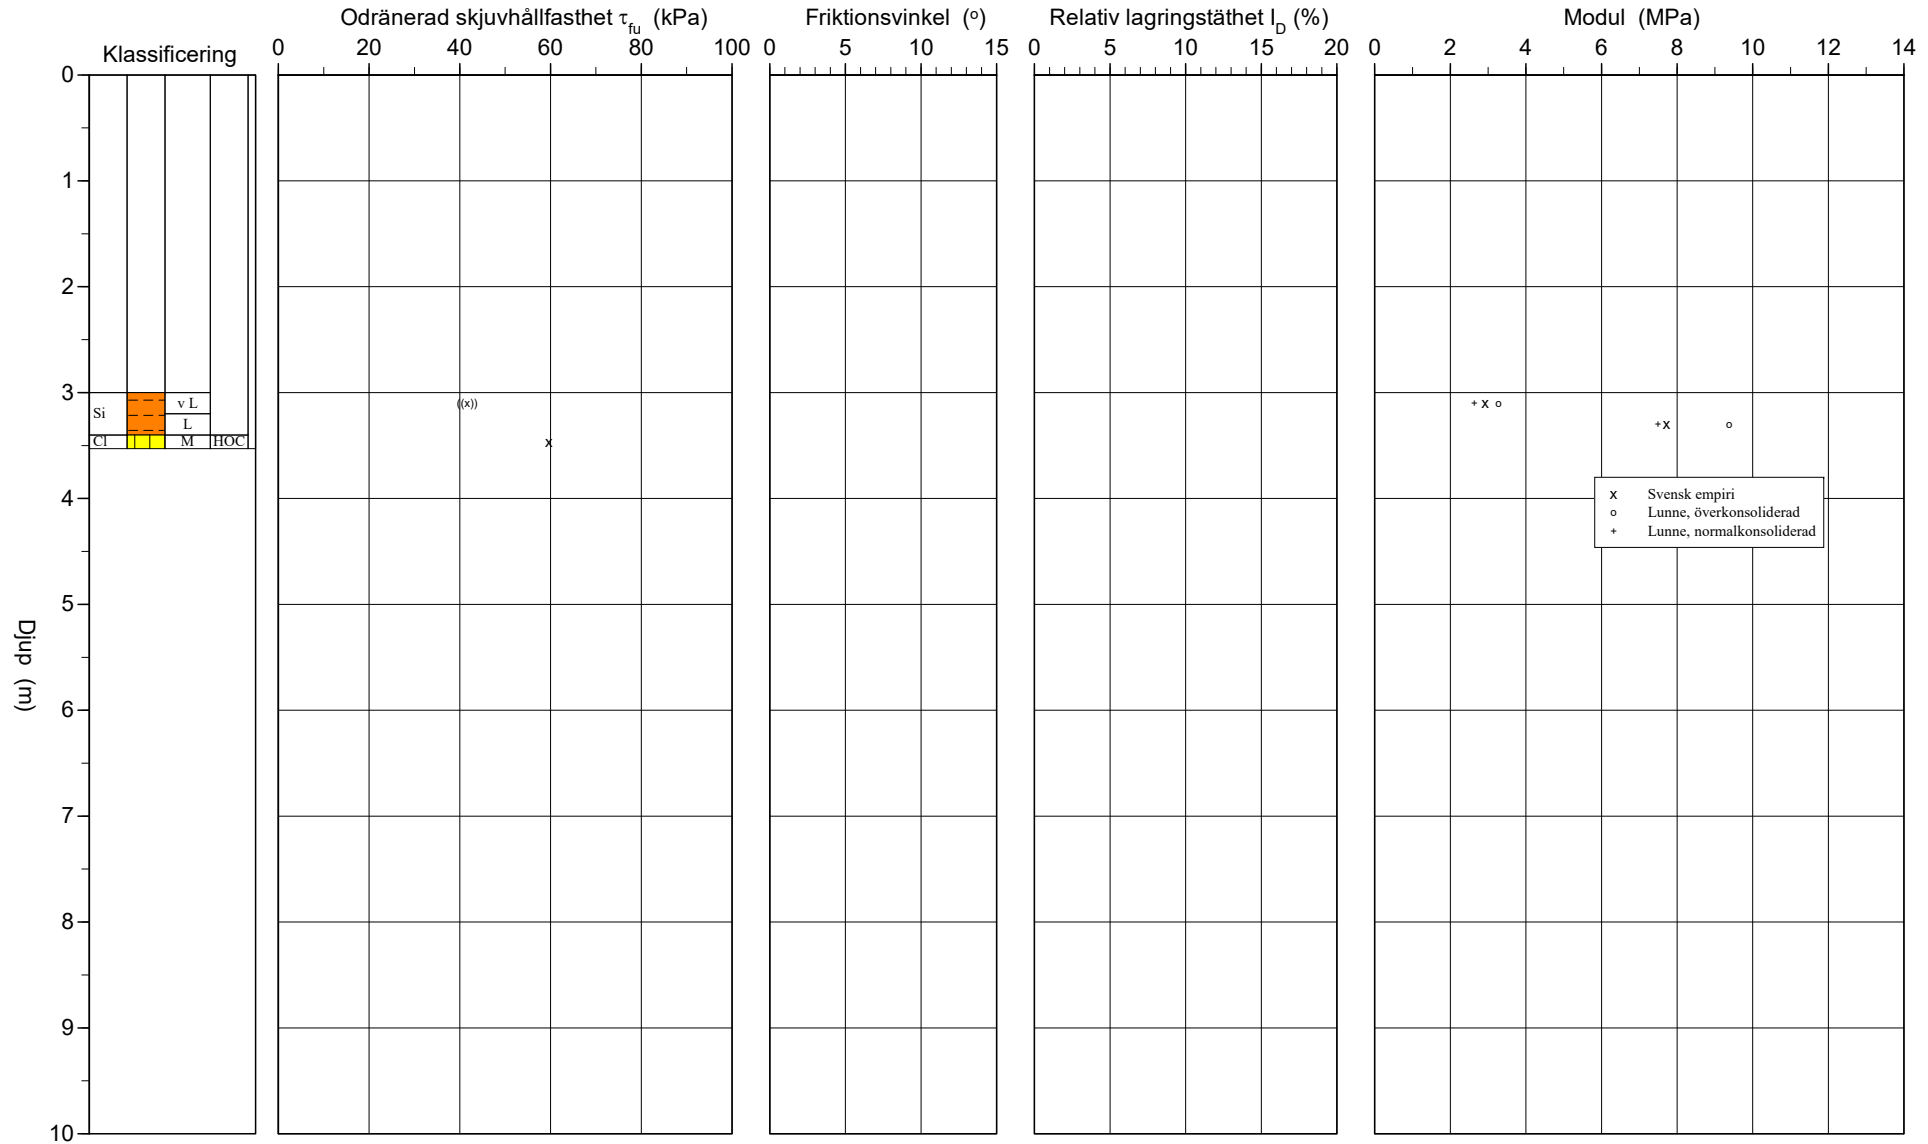 Odränerad skjuvhållfasthet τfu (kPa)
Friktionsvinkel (º)
Relativ lagringstäthet ID (%)
Modul (MPa)
Klassificering
0 20 40 60 80 100
0 5 10 15
0 5 10 15 20
0 2 4 6 8 10 12 14
0
1
2
3
Si
v L
L
Cl
M
HOC
((x))
x
+ x o
+ x o
4
x Svensk empiri
o Lunne, överkonsoliderad
+ Lunne, normalkonsoliderad
5
Djup (m)
6
7
8
9
10